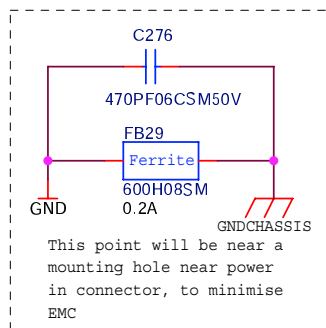 C276
470PF06CSM50V
FB29
Ferrite
600H08SM
0.2A
GND
GNDCHASSIS
This point will be near a
mounting hole near power
in connector, to minimise
EMC